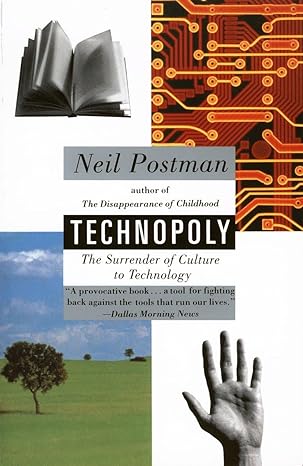 Neil Postman
author of
The Disappearance of Childhood
TECHNOPOLY
The Surrender of Culture
to Technology
"A provocative book . . . a tool for fighting
back against the tools that run our lives."
—Dallas Morning News